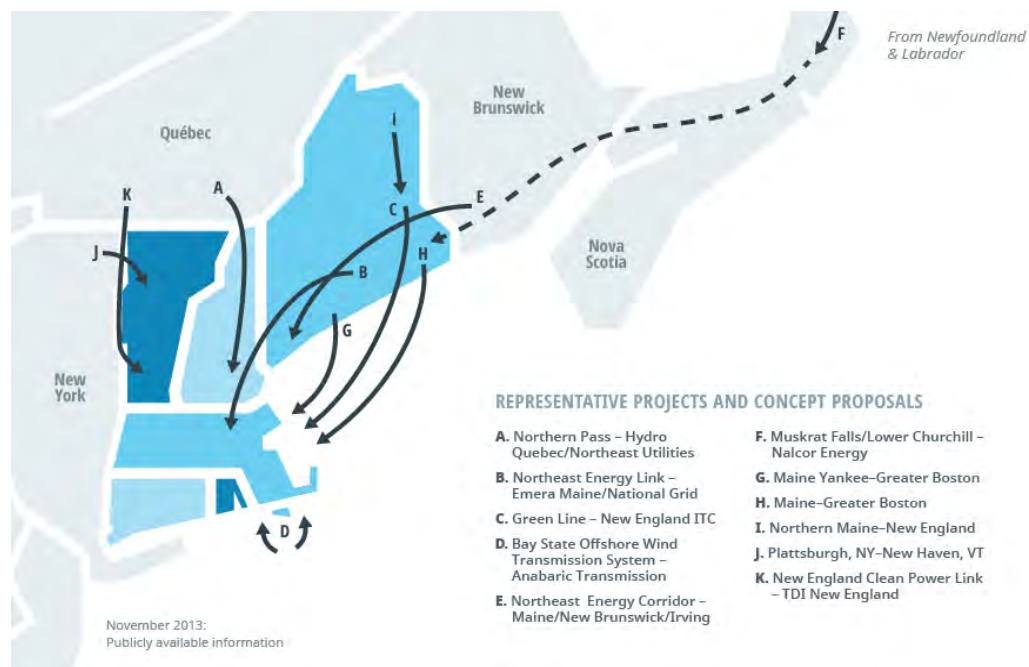 F
From Newfoundland
& Labrador
New
Brunswick
I
Québec
K
A
E
C
J
H
Nova
Scotia
B
G
New
York
REPRESENTATIVE PROJECTS AND CONCEPT PROPOSALS
A. Northern Pass – Hydro
Quebec/Northeast Utilities
B. Northeast Energy Link –
Emera Maine/National Grid
C. Green Line – New England ITC
D. Bay State Offshore Wind
Transmission System –
Anabaric Transmission
E. Northeast Energy Corridor –
Maine/New Brunswick/Irving
F. Muskrat Falls/Lower Churchill –
Nalcor Energy
G. Maine Yankee–Greater Boston
H. Maine–Greater Boston
I. Northern Maine–New England
J. Plattsburgh, NY–New Haven, VT
K. New England Clean Power Link
– TDI New England
D
November 2013:
Publicly available information